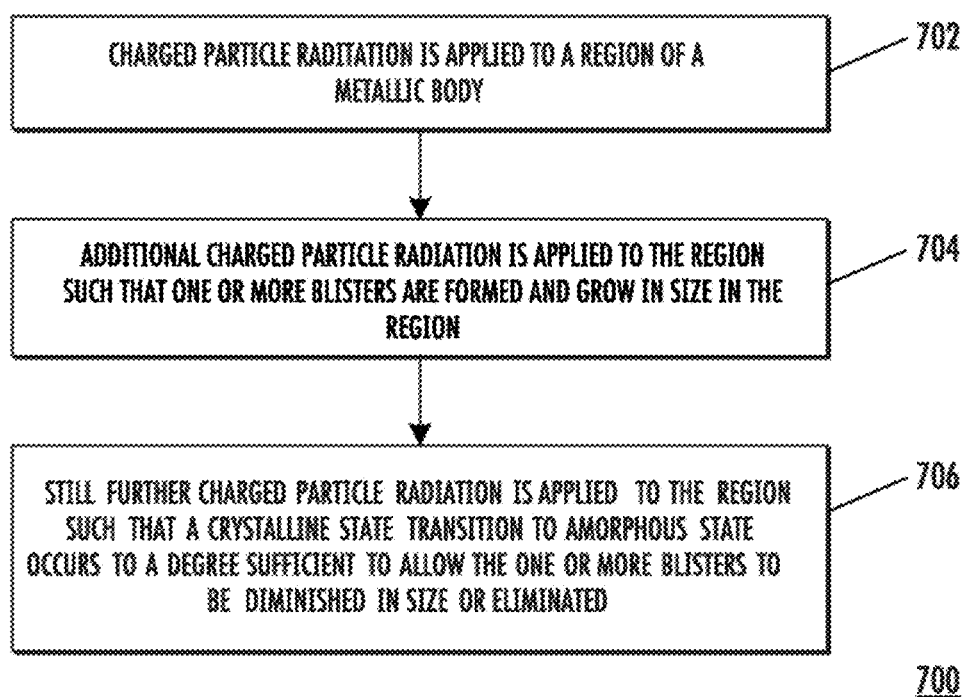 CHARGED PARTICLE RADITATION IS APPLIED TO A REGION OF A
METALLIC BODY
702
ADDITIONAL CHARGED PARTICLE RADIATION IS APPLIED TO THE REGION
SUCH THAT ONE OR MORE BLISTERS ARE FORMED AND GROW IN SIZE IN THE
REGION
704
STILL FURTHER CHARGED PARTICLE RADIATION IS APPLIED TO THE REGION
SUCH THAT A CRYSTALLINE STATE TRANSITION TO AMORPHOUS STATE
OCCURS TO A DEGREE SUFFICIENT TO ALLOW THE ONE OR MORE BLISTERS TO
BE DIMINISHED IN SIZE OR ELIMINATED
706
700